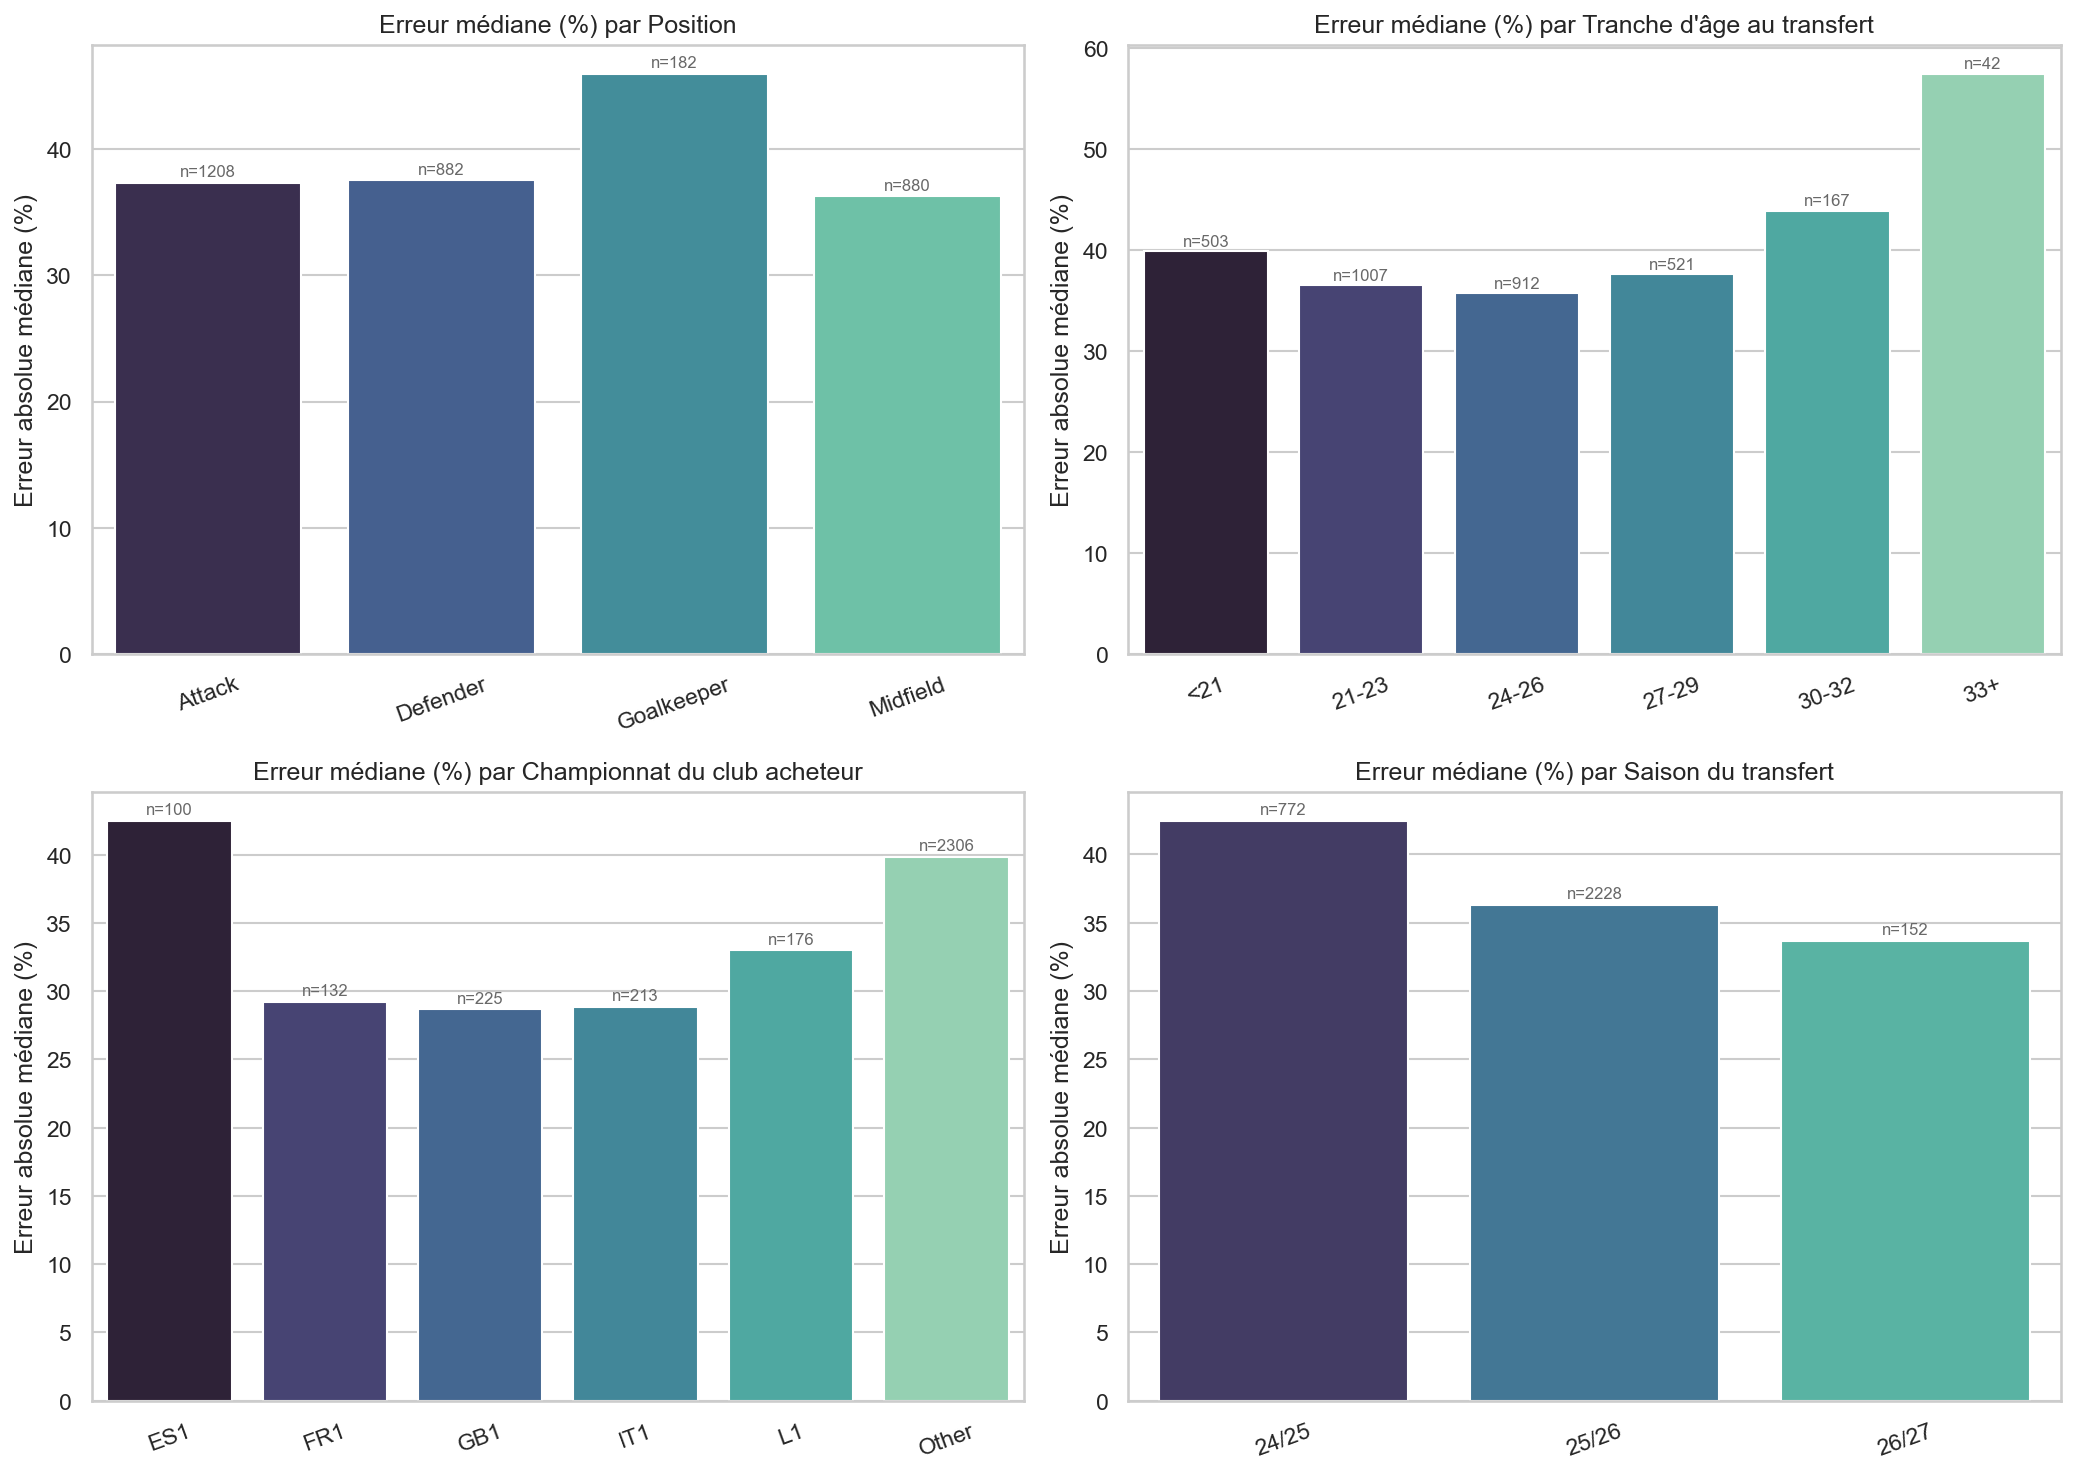 Erreur médiane (%) par Position
Erreur absolue médiane (%)
40
30
20
10
0
n=1208
n=882
n=182
n=880
Attack
Defender
Goalkeeper
Midfield
Erreur médiane (%) par Tranche d'âge au transfert
Erreur absolue médiane (%)
60
50
40
30
20
10
0
n=503
n=1007
n=912
n=521
n=167
n=42
<21
21-23
24-26
27-29
30-32
33+
Erreur médiane (%) par Championnat du club acheteur
Erreur absolue médiane (%)
40
35
30
25
20
15
10
5
0
n=100
n=132
n=225
n=213
n=176
n=2306
ES1
FR1
GB1
IT1
L1
Other
Erreur médiane (%) par Saison du transfert
Erreur absolue médiane (%)
40
35
30
25
20
15
10
5
0
n=772
n=2228
n=152
24/25
25/26
26/27